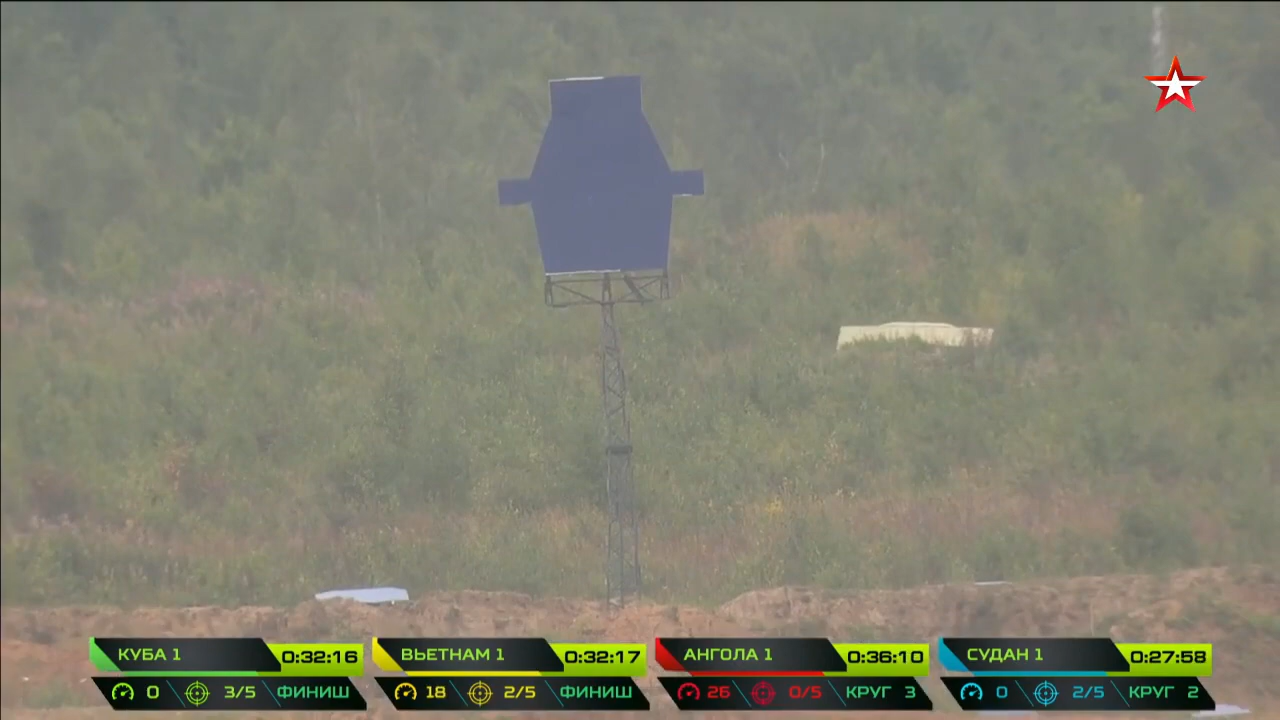 КУБА 1 0:32:16
0 3/5 ФИНИШ
ВЬЕТНАМ 1 0:32:17
18 2/5 ФИНИШ
АНГОЛА 1 0:36:10
26 0/5 КРУГ 3
СУДАН 1 0:27:58
0 2/5 КРУГ 2